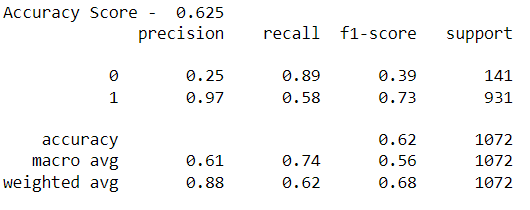 Accuracy Score -  0.625
              precision    recall  f1-score   support

           0       0.25      0.89      0.39       141
           1       0.97      0.58      0.73       931

    accuracy                           0.62      1072
   macro avg       0.61      0.74      0.56      1072
weighted avg       0.88      0.62      0.68      1072